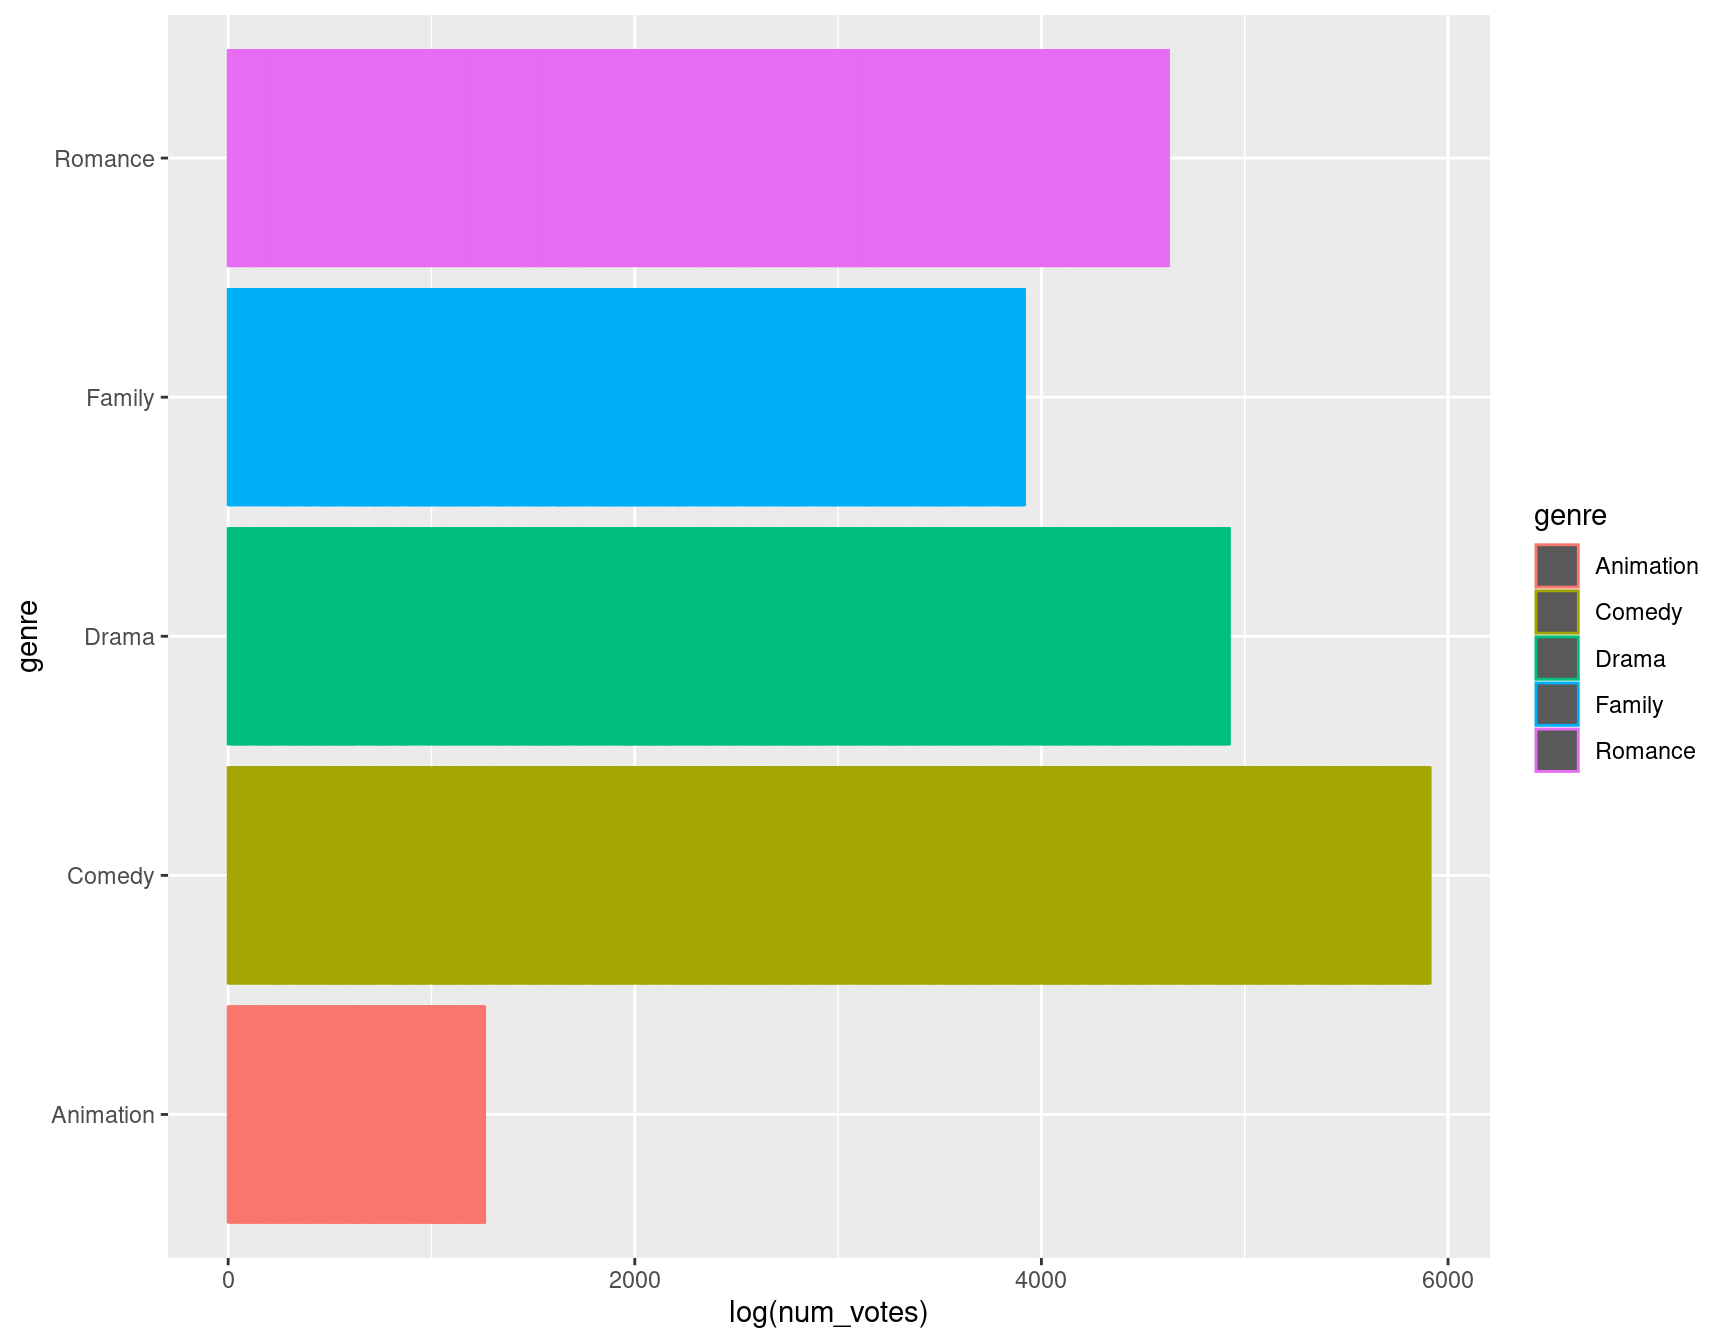 Romance
Family
Drama
Comedy
Animation
genre
0 2000 4000 6000
log(num_votes)
genre
Animation
Comedy
Drama
Family
Romance